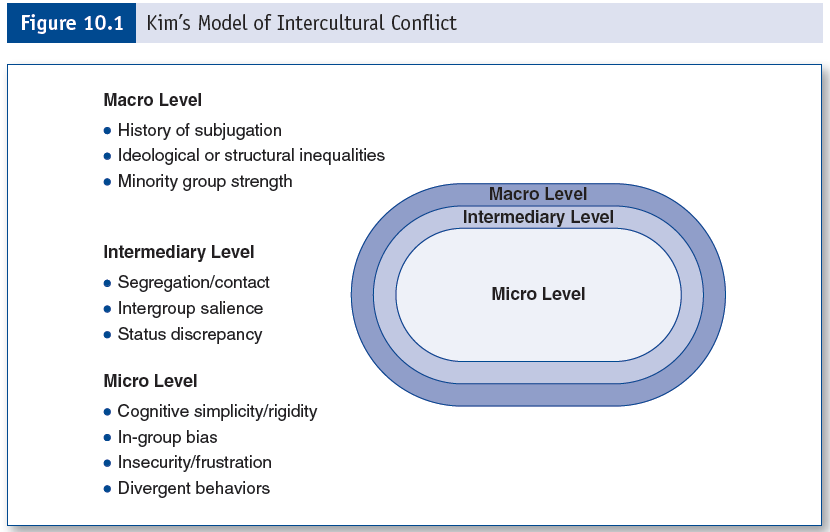 Figure 10.1 Kim's Model of Intercultural Conflict
Macro Level
• History of subjugation
• Ideological or structural inequalities
• Minority group strength
Intermediary Level
• Segregation/contact
• Intergroup salience
• Status discrepancy
Micro Level
• Cognitive simplicity/rigidity
• In-group bias
• Insecurity/frustration
• Divergent behaviors
Macro Level
Intermediary Level
Micro Level